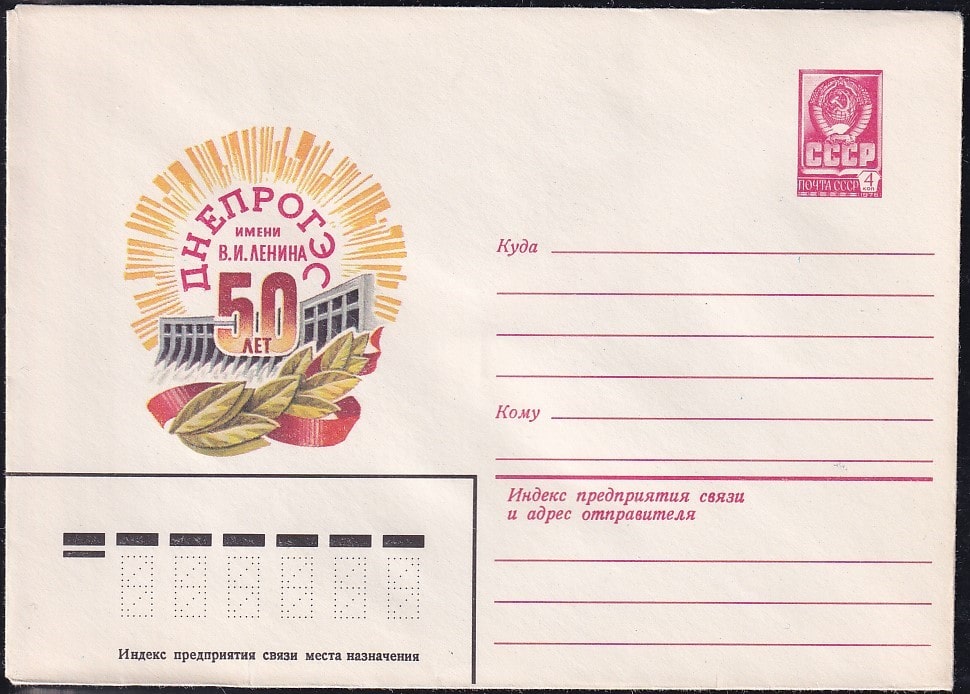 ДНЕПРОГЭС
ИМЕНИ
В.И.ЛЕНИНА
50
ЛЕТ
СССР
ПОЧТА СССР 4 КОП
1978
Куда
Кому
Индекс предприятия связи
и адрес отправителя
Индекс предприятия связи места назначения